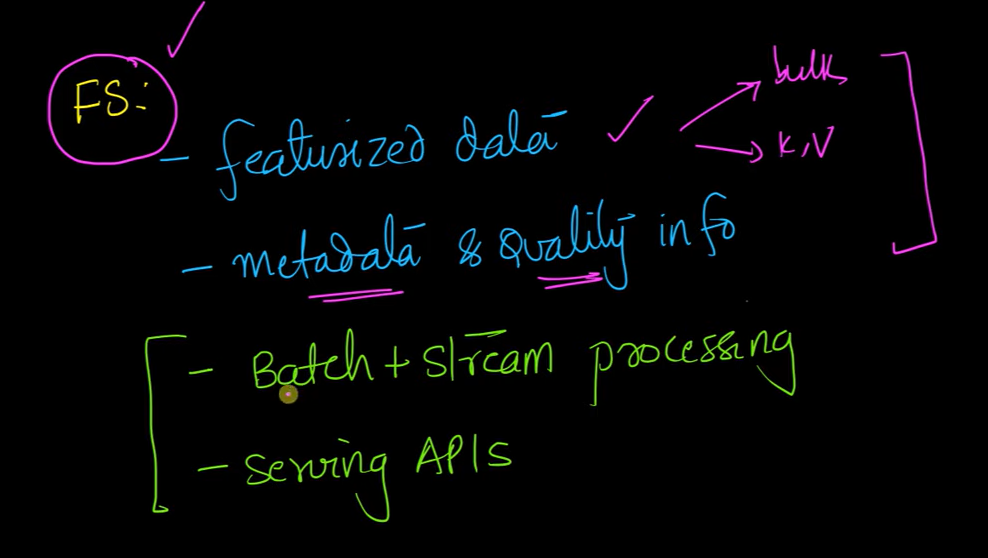 FS:
- featurized data
bulk
K,V
- metadata & Quality info
- Batch + Stream processing
- serving APIs